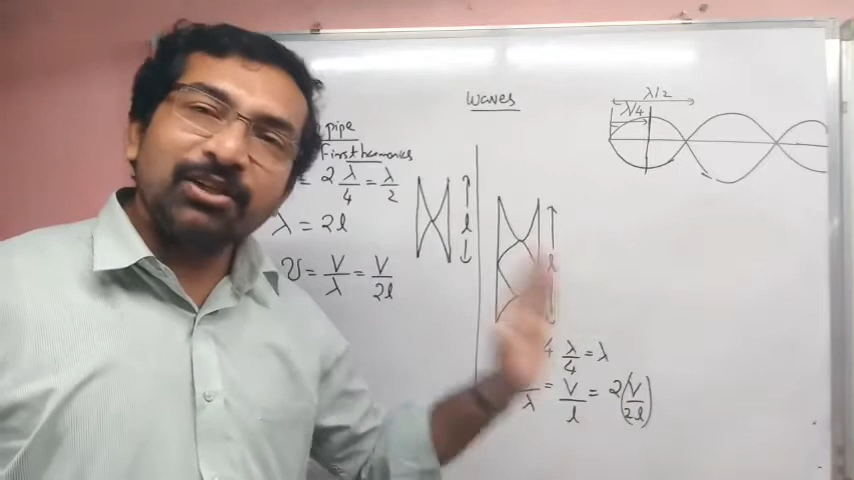 waves
λ/2
λ/4
pipe
First harmonics
= 2 λ/4 = λ/2
λ = 2l
l
ν = V/λ = V/2l
l
4 λ/4 = λ
λ = V/l = 2(V/2l)